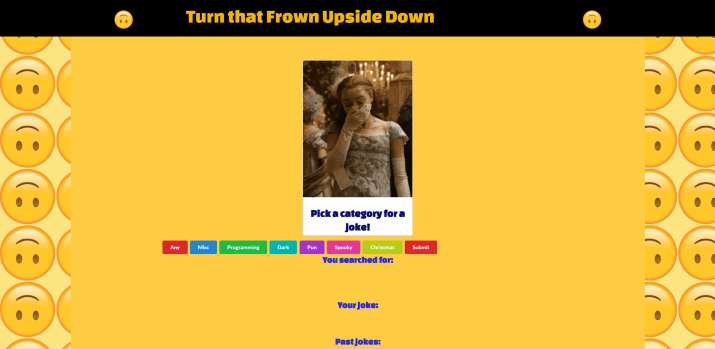 Turn that Frown Upside Down
Pick a category for a
joke!
Any Misc Programming Dark Pun Spooky Christmas Submit
You searched for:
Your joke:
Past jokes: